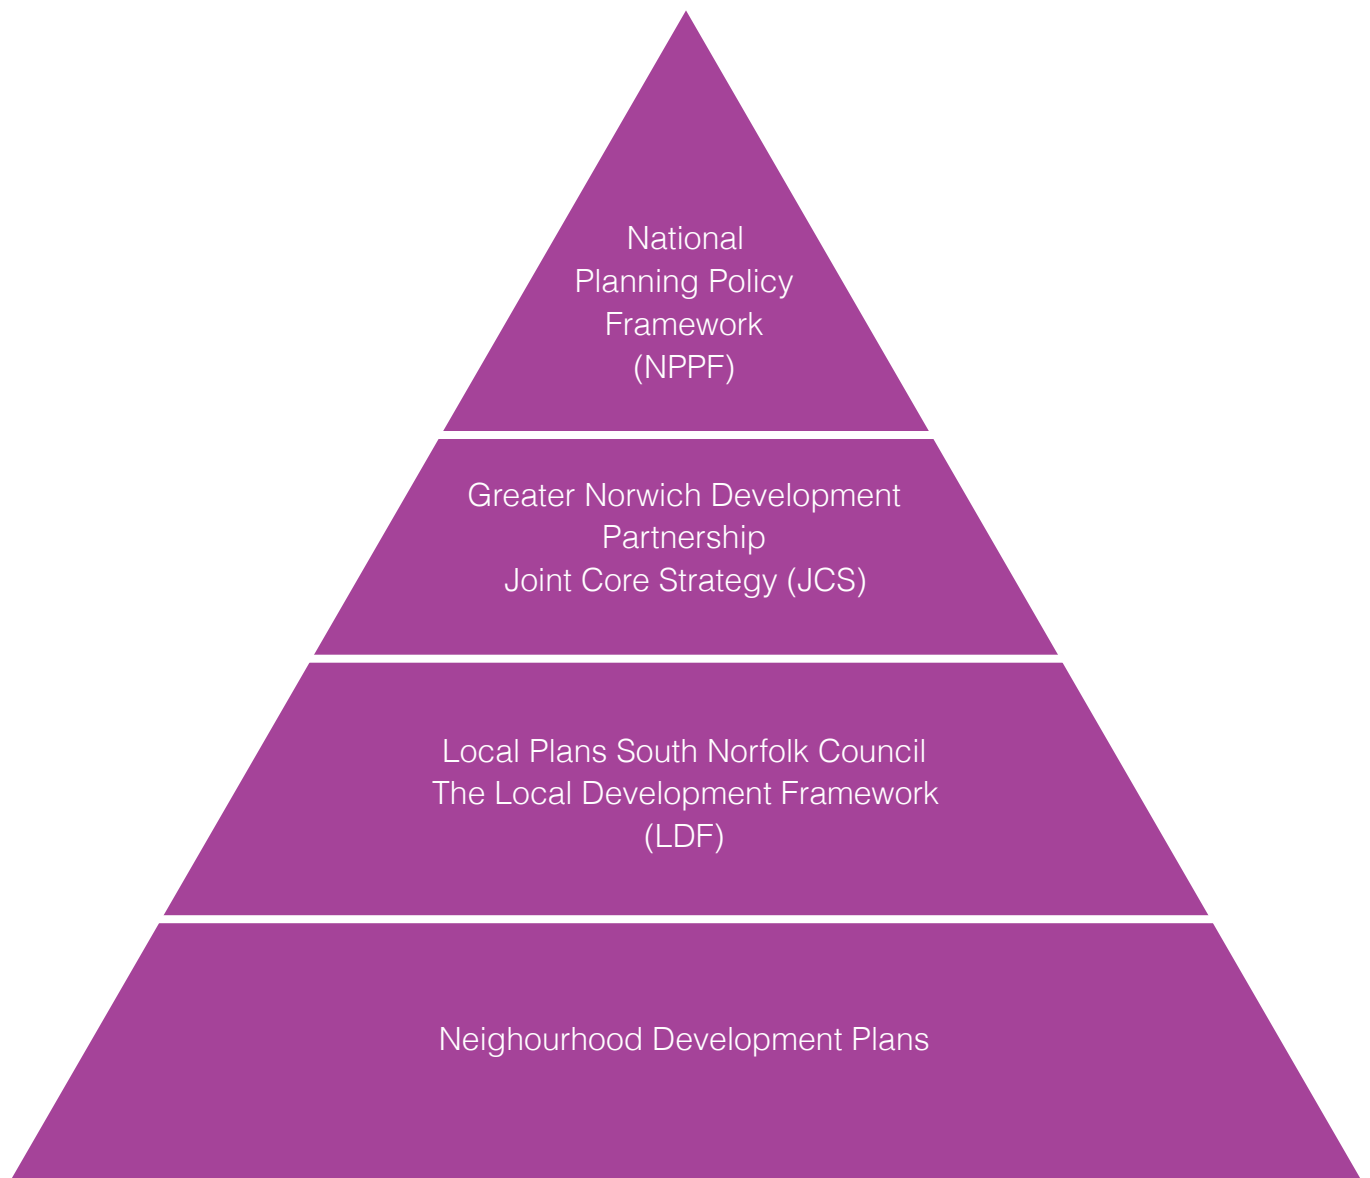 National
Planning Policy
Framework
(NPPF)
Greater Norwich Development
Partnership
Joint Core Strategy (JCS)
Local Plans South Norfolk Council
The Local Development Framework
(LDF)
Neighourhood Development Plans